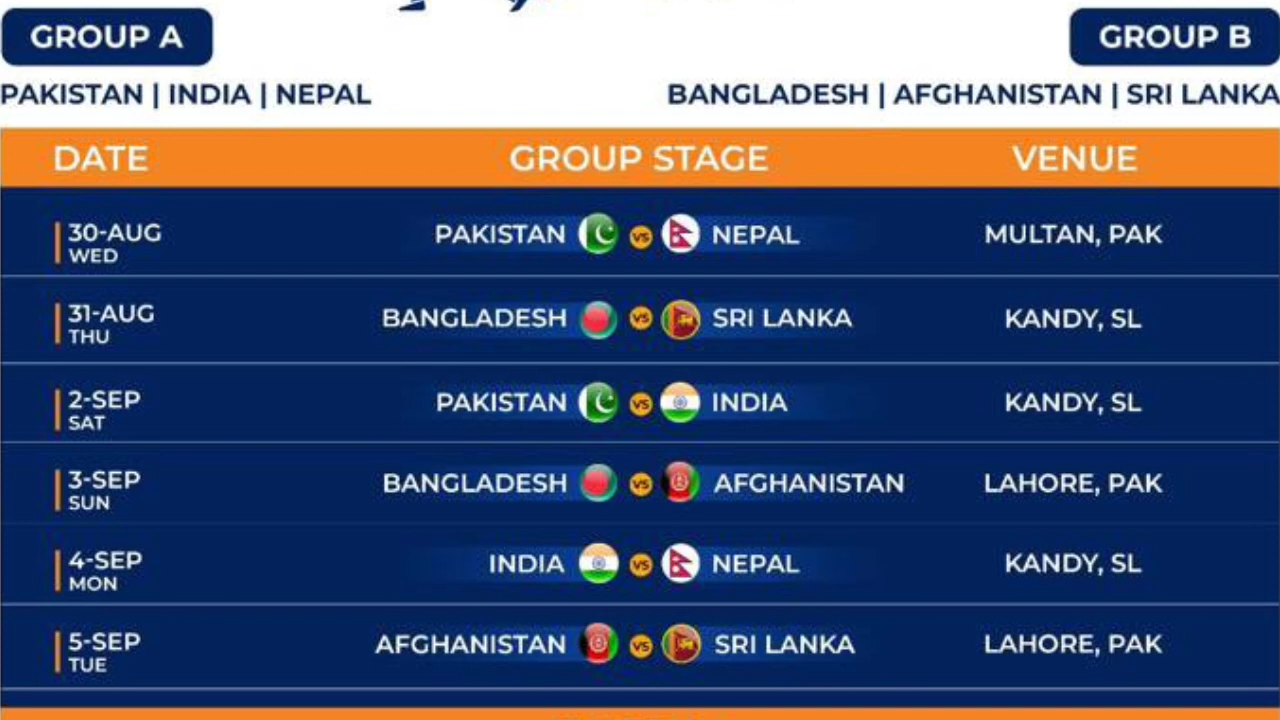 GROUP A GROUP B
PAKISTAN | INDIA | NEPAL BANGLADESH | AFGHANISTAN | SRI LANKA
DATE GROUP STAGE VENUE
30-AUG
WED
PAKISTAN VS NEPAL MULTAN, PAK
31-AUG
THU
BANGLADESH VS SRI LANKA KANDY, SL
2-SEP
SAT
PAKISTAN VS INDIA KANDY, SL
3-SEP
SUN
BANGLADESH VS AFGHANISTAN LAHORE, PAK
4-SEP
MON
INDIA VS NEPAL KANDY, SL
5-SEP
TUE
AFGHANISTAN VS SRI LANKA LAHORE, PAK